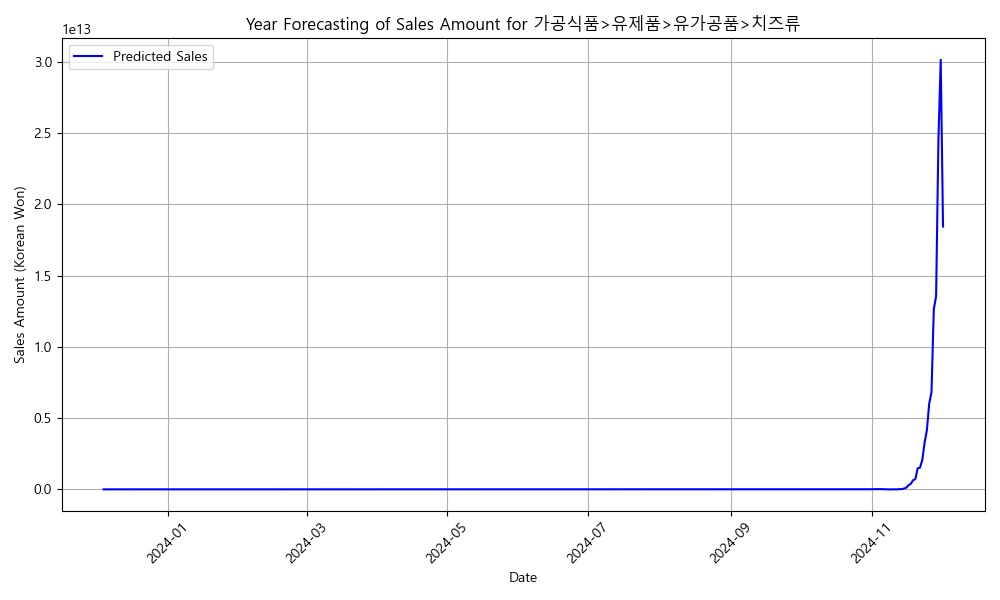 Year Forecasting of Sales Amount for 가공식품>유제품>유가공품>치즈류
1e13
Predicted Sales
3.0
2.5
2.0
1.5
1.0
0.5
0.0
Sales Amount (Korean Won)
2024-01
2024-03
2024-05
2024-07
2024-09
2024-11
Date